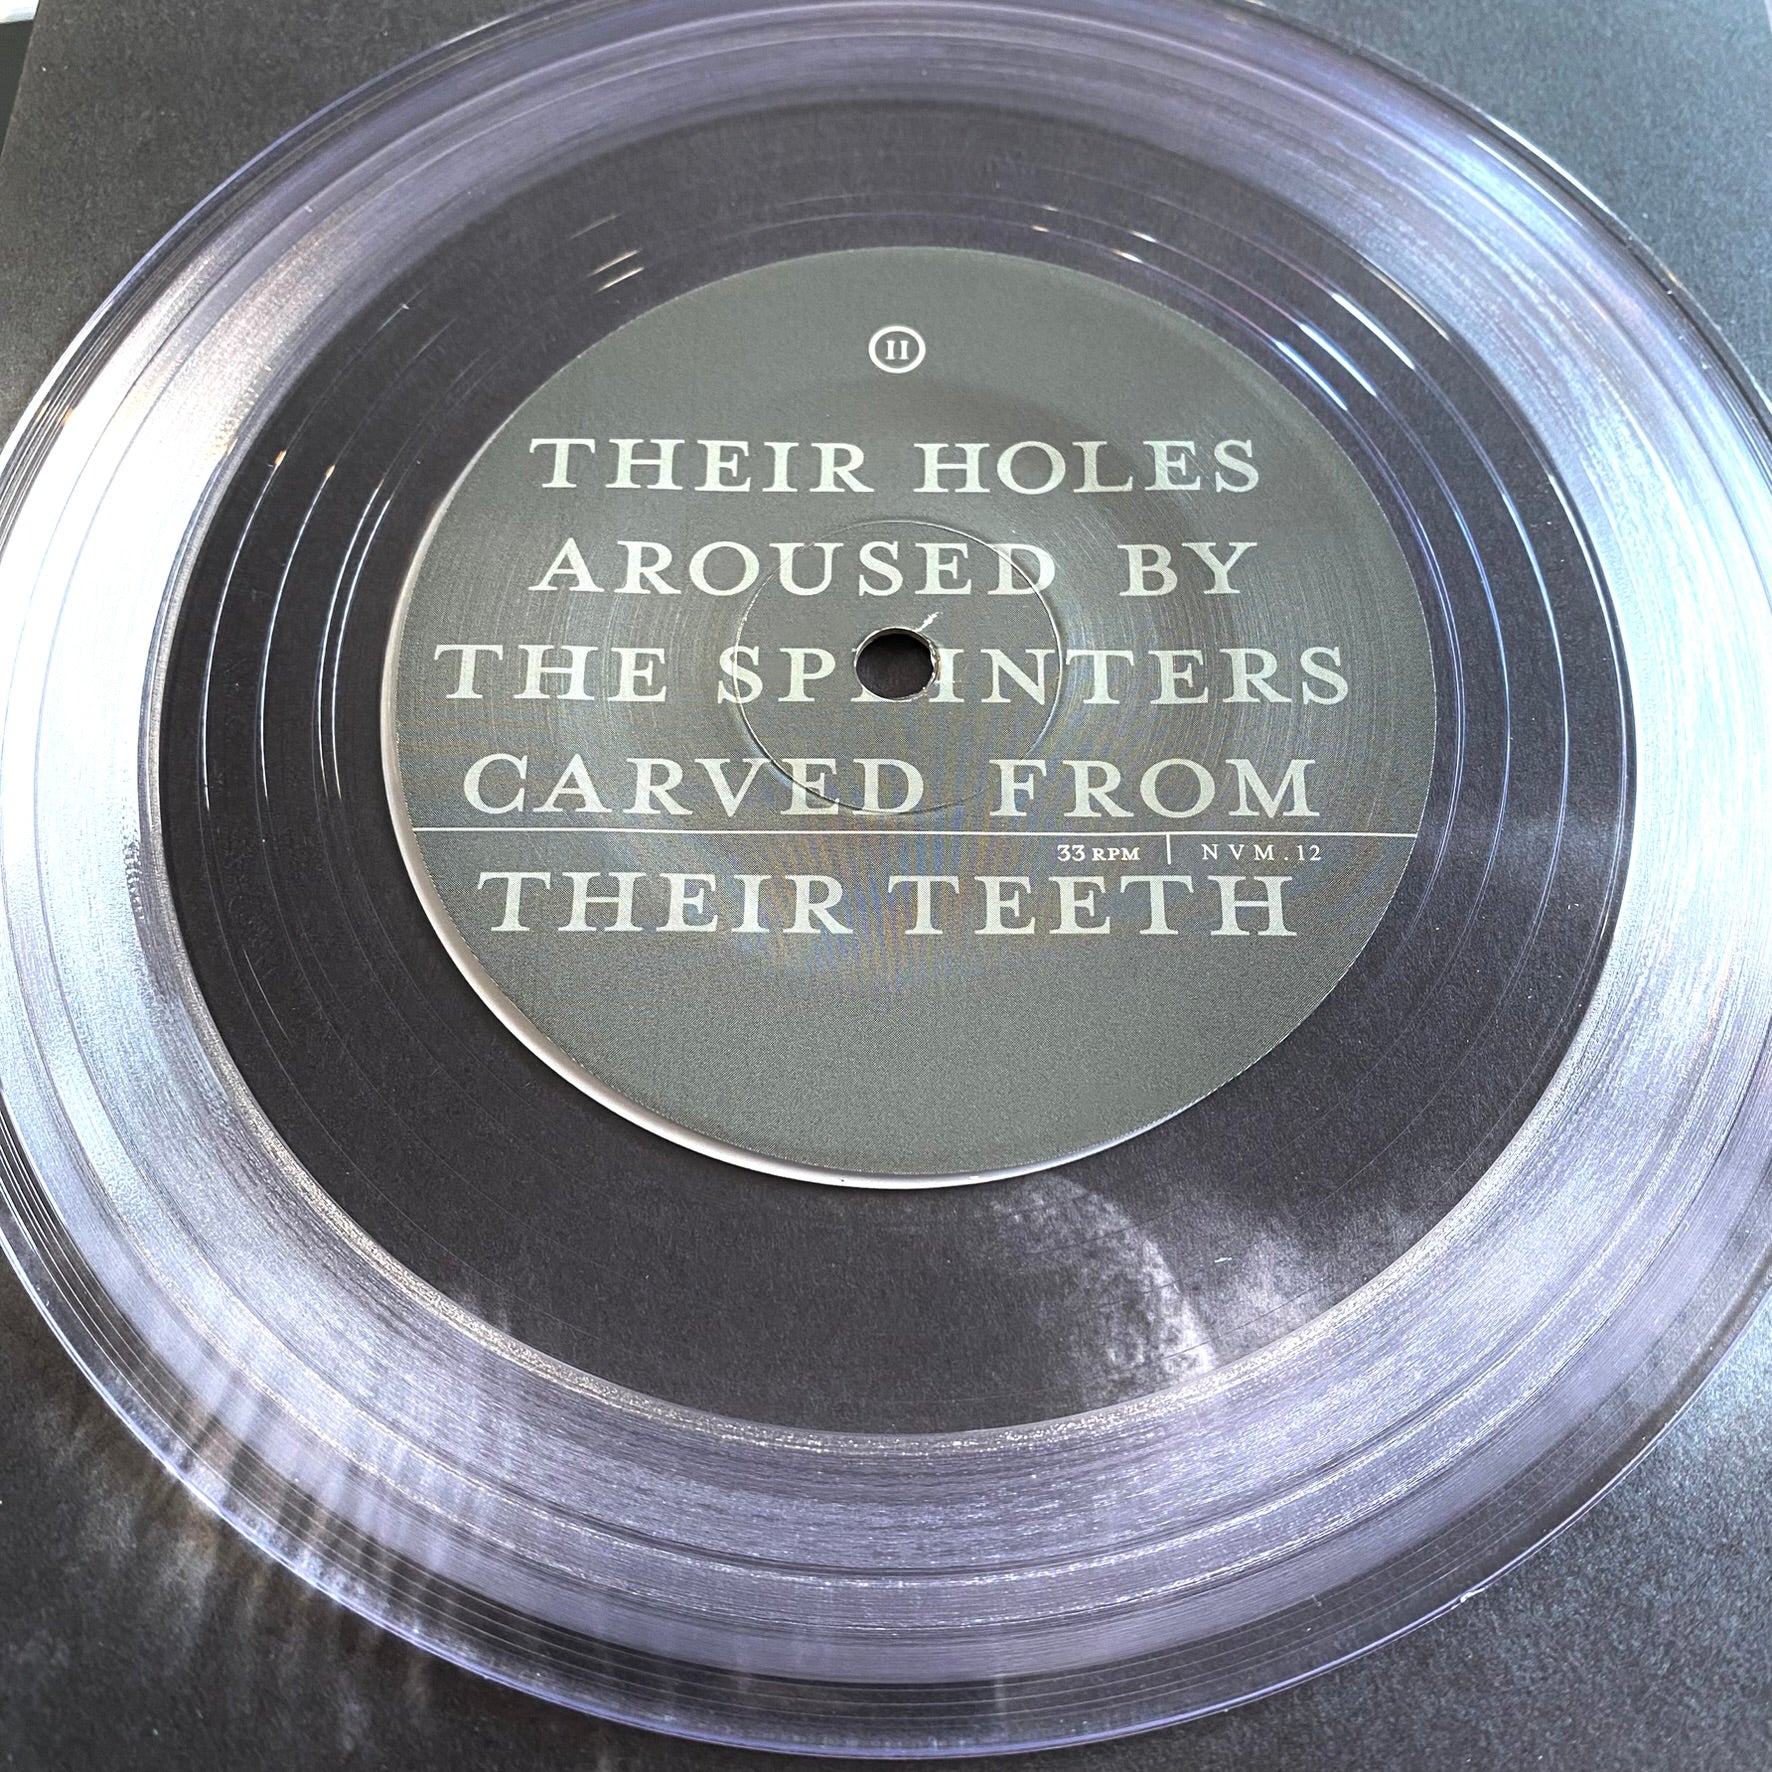 II
THEIR HOLES
AROUSED BY
THE SPLINTERS
CARVED FROM
33 RPM | NVM.12
THEIR TEETH